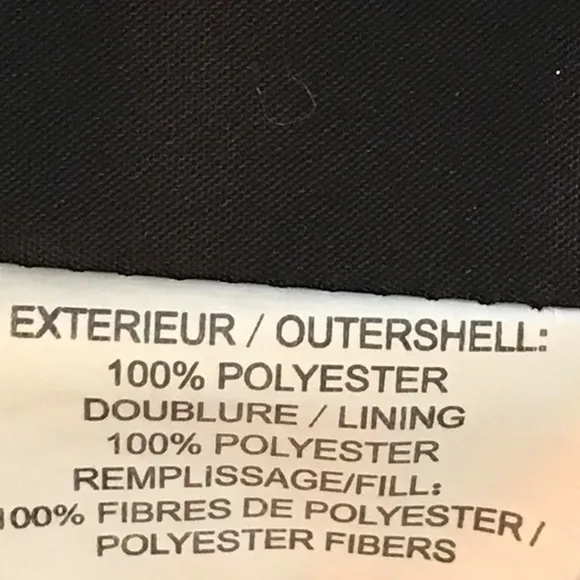 EXTERIEUR / OUTERSHELL:
100% POLYESTER
DOUBLURE / LINING
100% POLYESTER
REMPLISSAGE/FILL:
100% FIBRES DE POLYESTER /
POLYESTER FIBERS